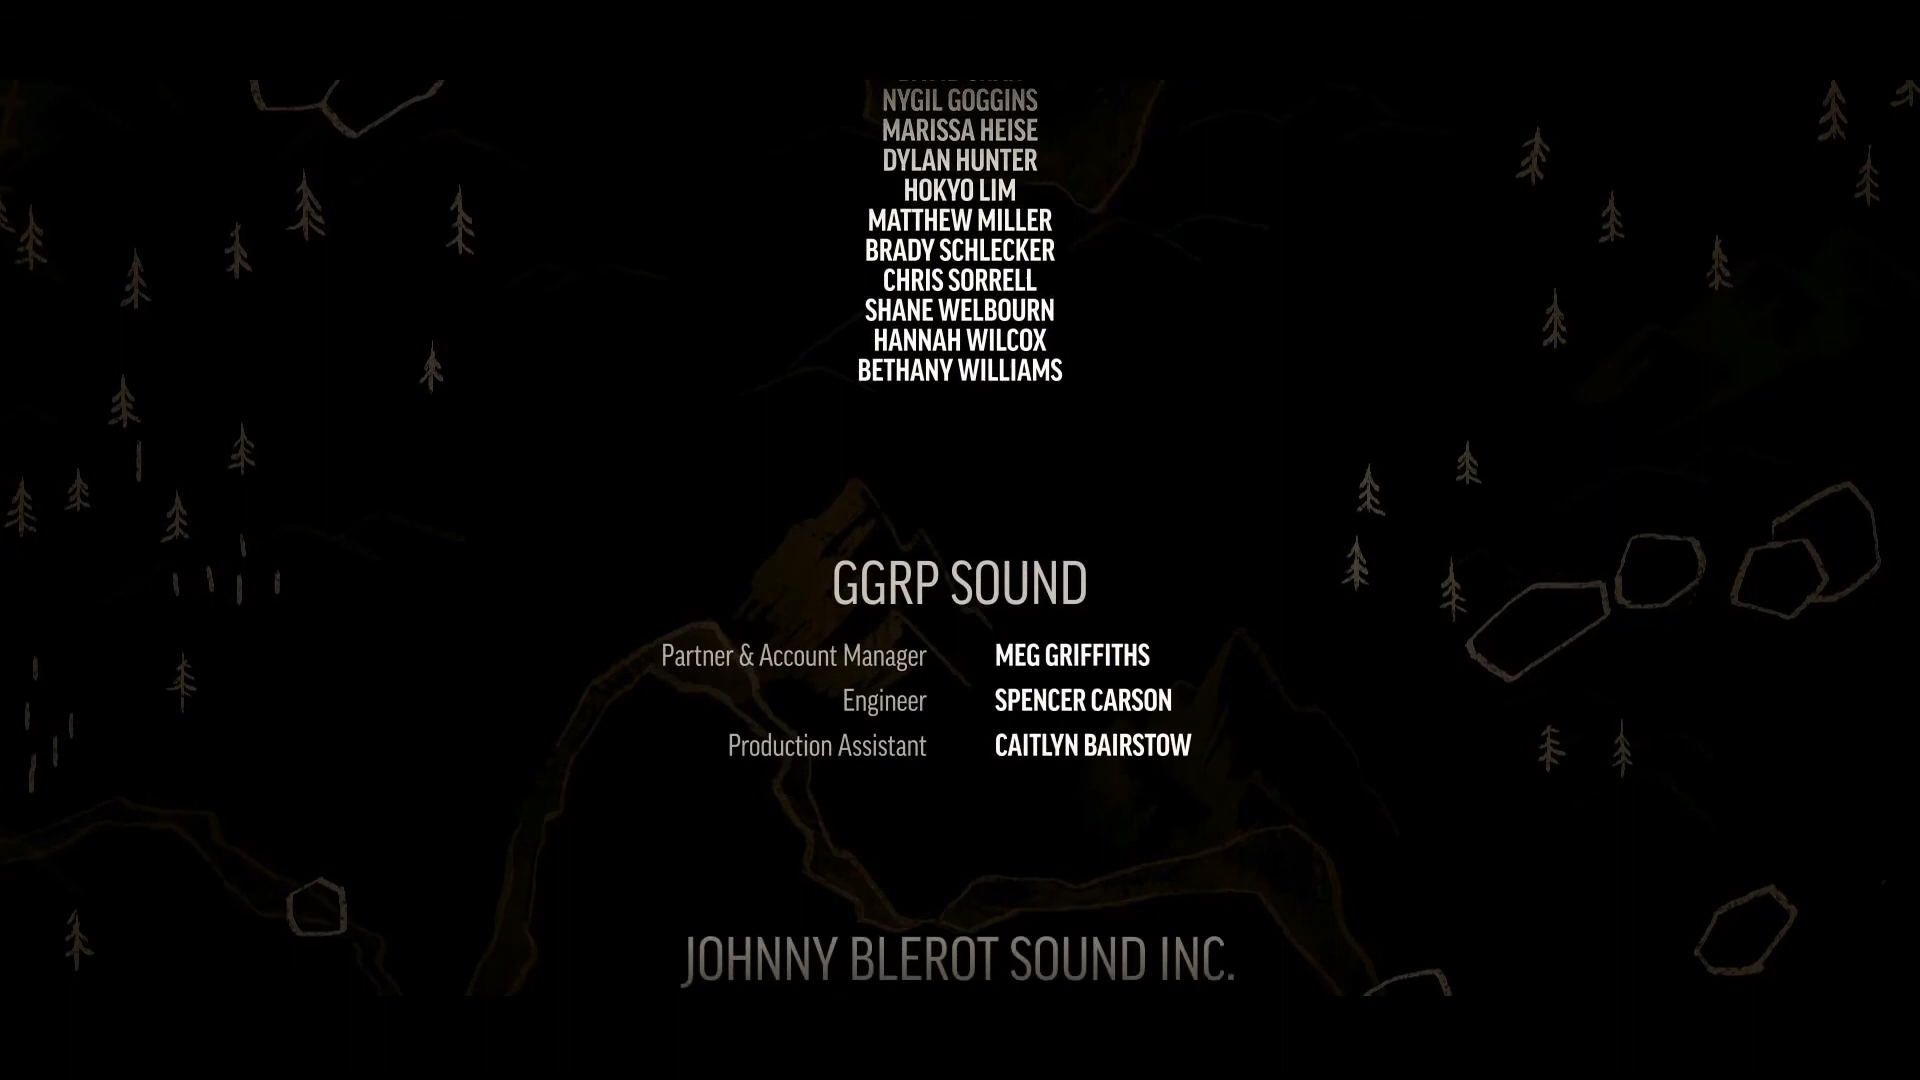 NYGIL GOGGINS
MARISSA HEISE
DYLAN HUNTER
HOKYO LIM
MATTHEW MILLER
BRADY SCHLECKER
CHRIS SORRELL
SHANE WELBOURN
HANNAH WILCOX
BETHANY WILLIAMS
GGRP SOUND
Partner & Account Manager MEG GRIFFITHS
Engineer SPENCER CARSON
Production Assistant CAITLYN BAIRSTOW
JOHNNY BLEROT SOUND INC.